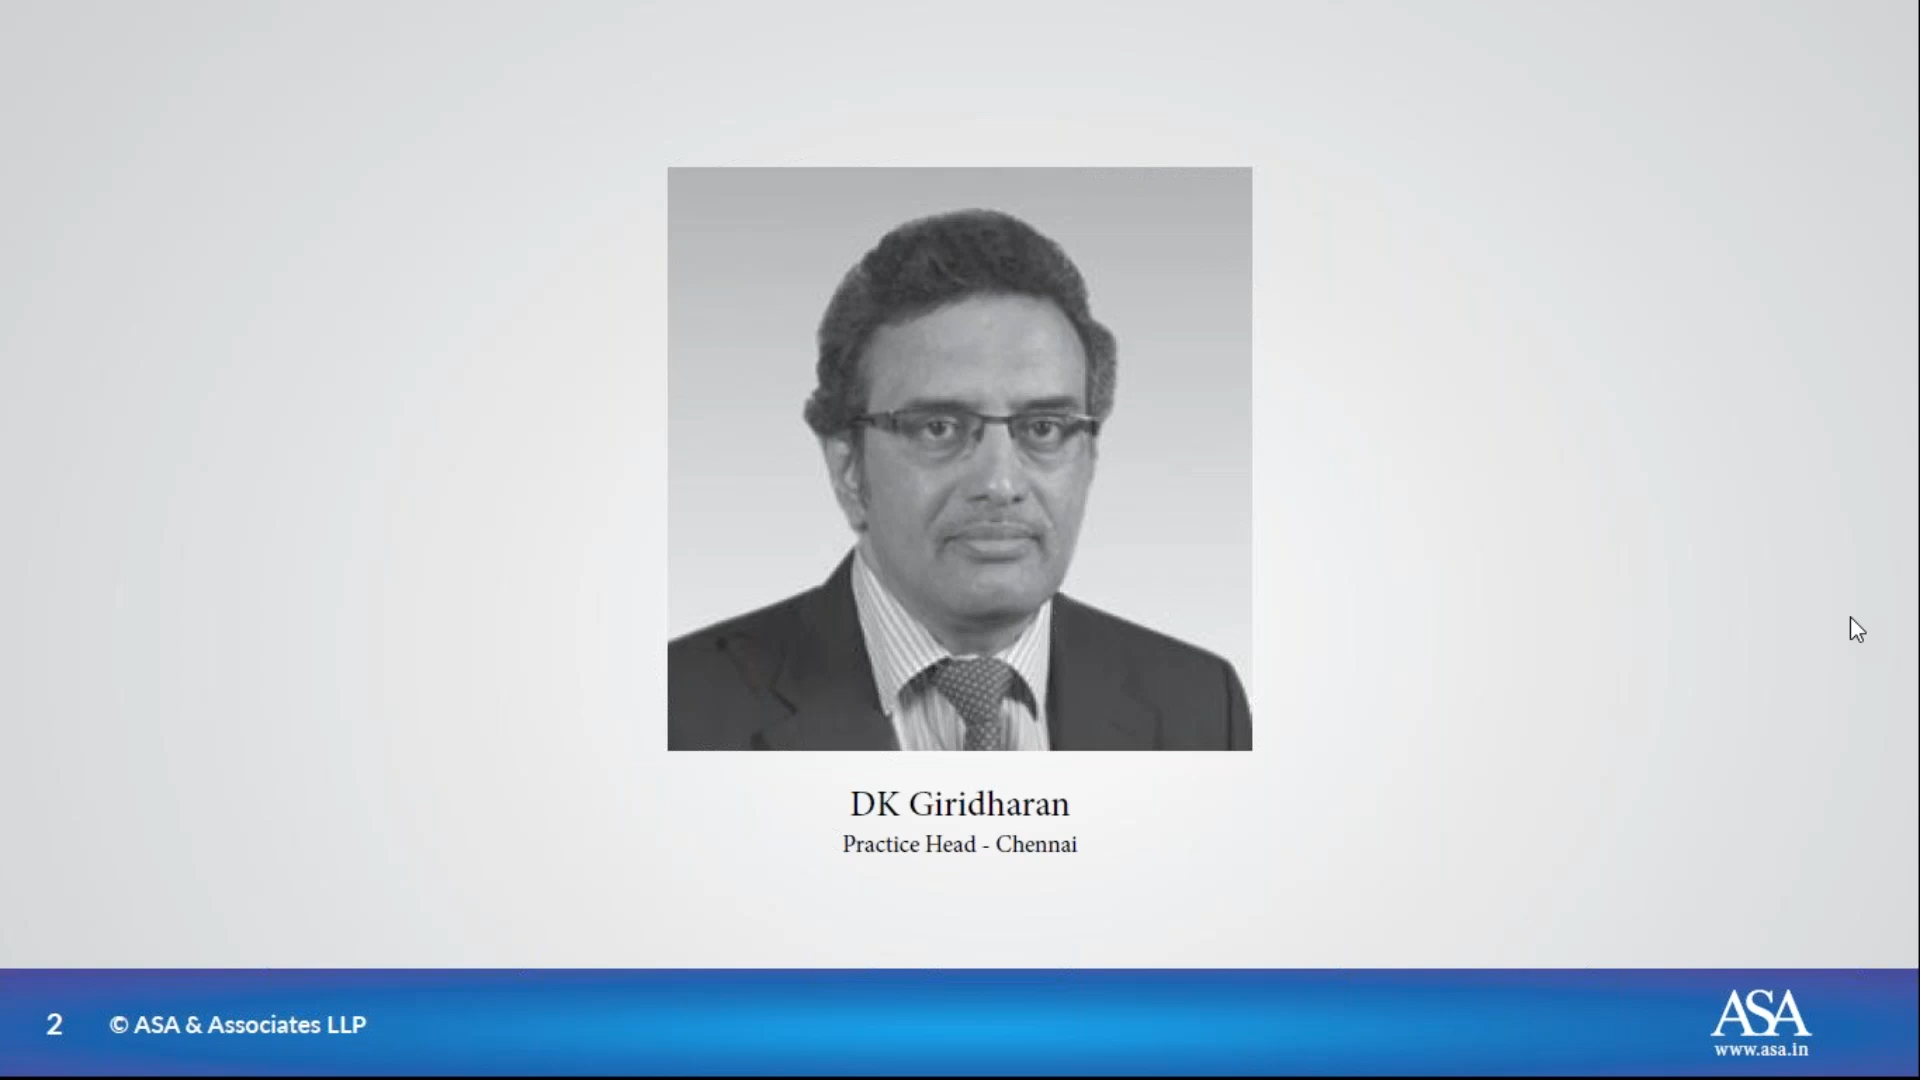 DK Giridharan
Practice Head - Chennai
2
© ASA & Associates LLP
ASA
www.asa.in